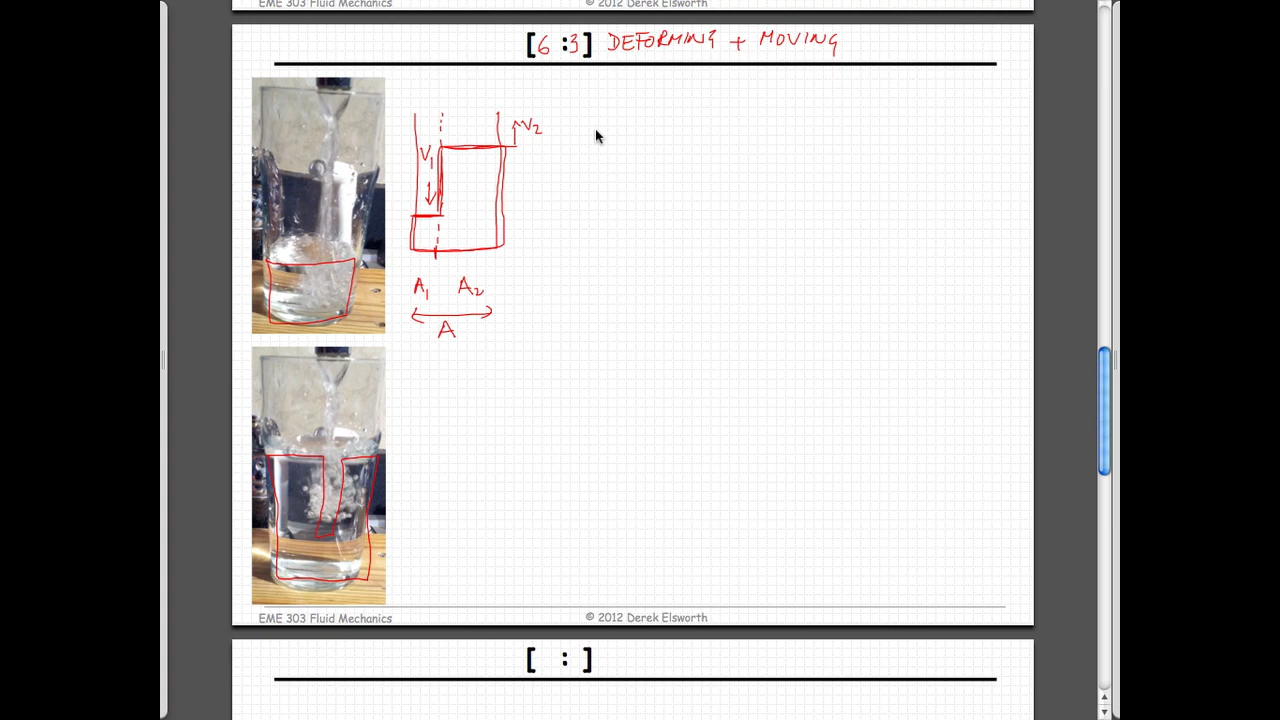 EME 303 Fluid Mechanics © 2012 Derek Elsworth
[6 :3] DEFORMING + MOVING
V2
V1
A1 A2
A
EME 303 Fluid Mechanics © 2012 Derek Elsworth
[ : ]